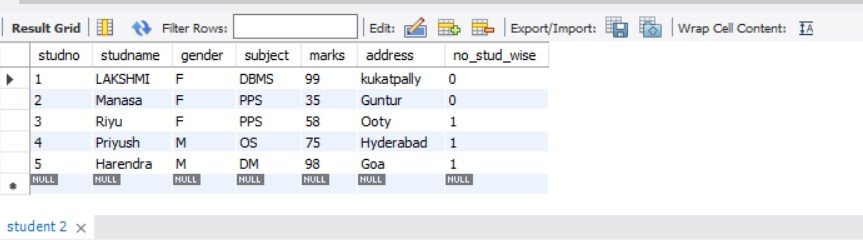 Result Grid Filter Rows: Edit: Export/Import: Wrap Cell Content: IA
studno studname gender subject marks address no_stud_wise
1 LAKSHMI F DBMS 99 kukatpally 0
2 Manasa F PPS 35 Guntur 0
3 Riyu F PPS 58 Ooty 1
4 Priyush M OS 75 Hyderabad 1
5 Harendra M DM 98 Goa 1
NULL NULL NULL NULL NULL NULL NULL
student 2 ×